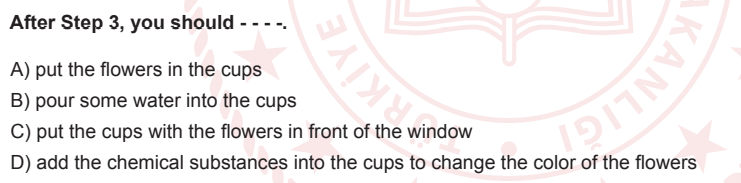 After Step 3, you should - - - -.
A) put the flowers in the cups
B) pour some water into the cups
C) put the cups with the flowers in front of the window
D) add the chemical substances into the cups to change the color of the flowers
TÜRKİYE